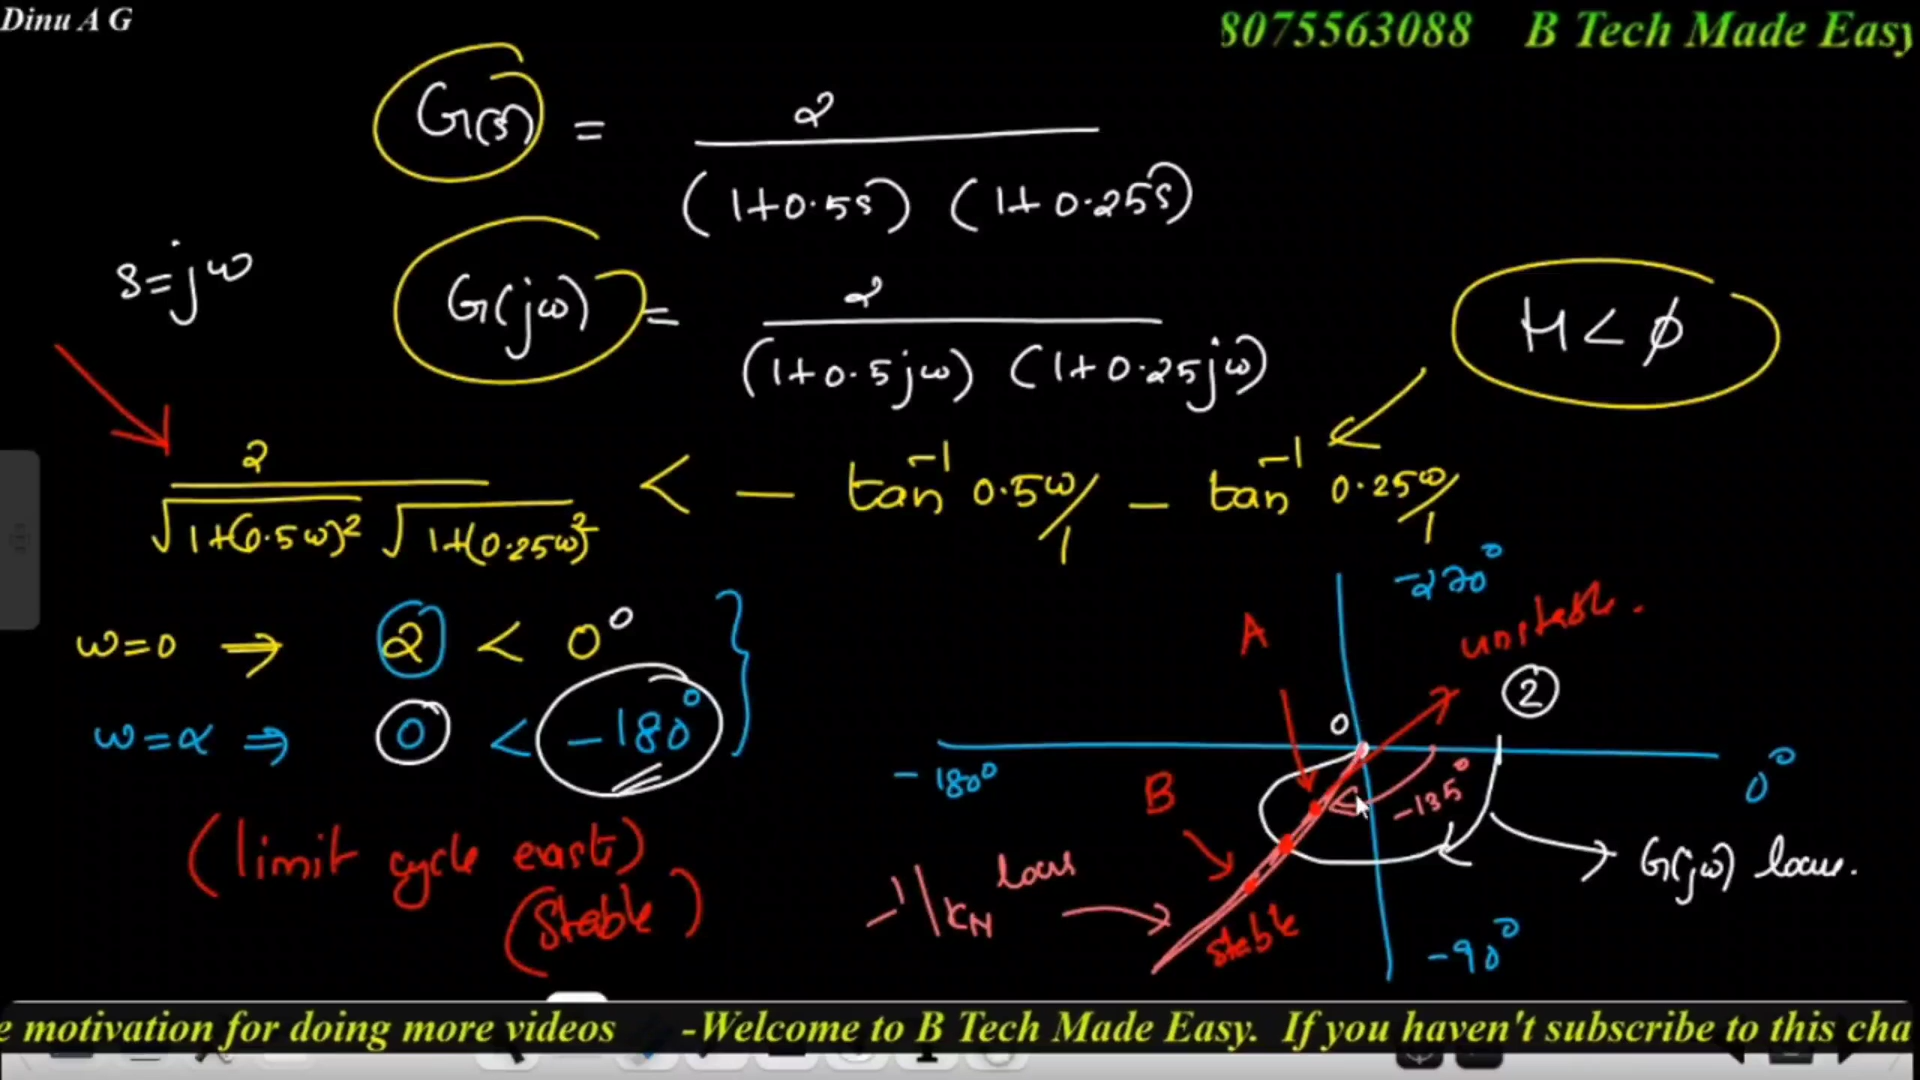 Dinu A G
8075563088 B Tech Made Easy
G(s) = 2 / (1+0.5s) (1+0.25s)
s=jω
G(jω) = 2 / (1+0.5jω) (1+0.25jω)
M < ϕ
2 / √1+(0.5ω)² √1+(0.25ω)² < – tan⁻¹ 0.5ω/1 – tan⁻¹ 0.25ω/1
ω=0 ⇒ 2 < 0°
ω=α ⇒ 0 < –180°
(limit cycle
(Stable)
-270°
unstable.
A
2
0
-180°
0°
B
-135°
G(jω) locus.
-1/KN locus
stable
-90°
e motivation for doing more videos -Welcome to B Tech Made Easy. If you haven't subscribe to this cha